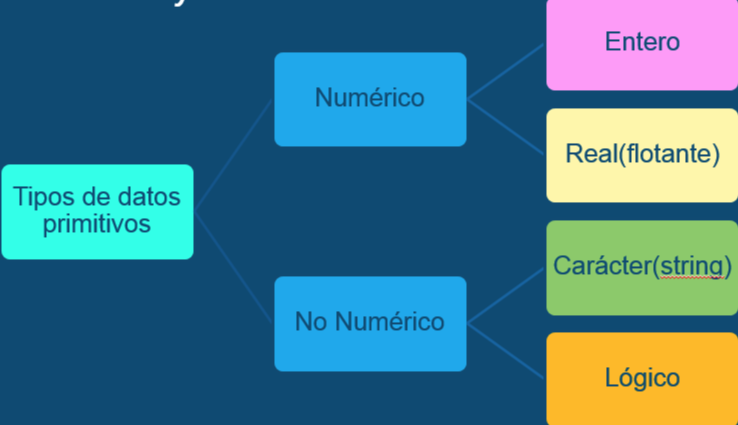 Tipos de datos
primitivos
Numérico
Entero
Real(flotante)
No Numérico
Carácter(string)
Lógico